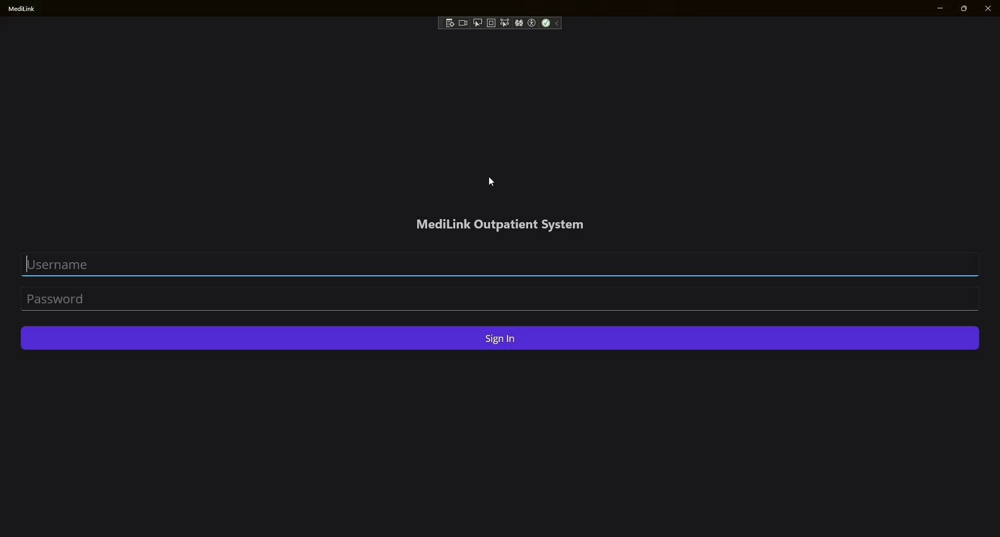 MediLink
MediLink Outpatient System
Username
Password
Sign In